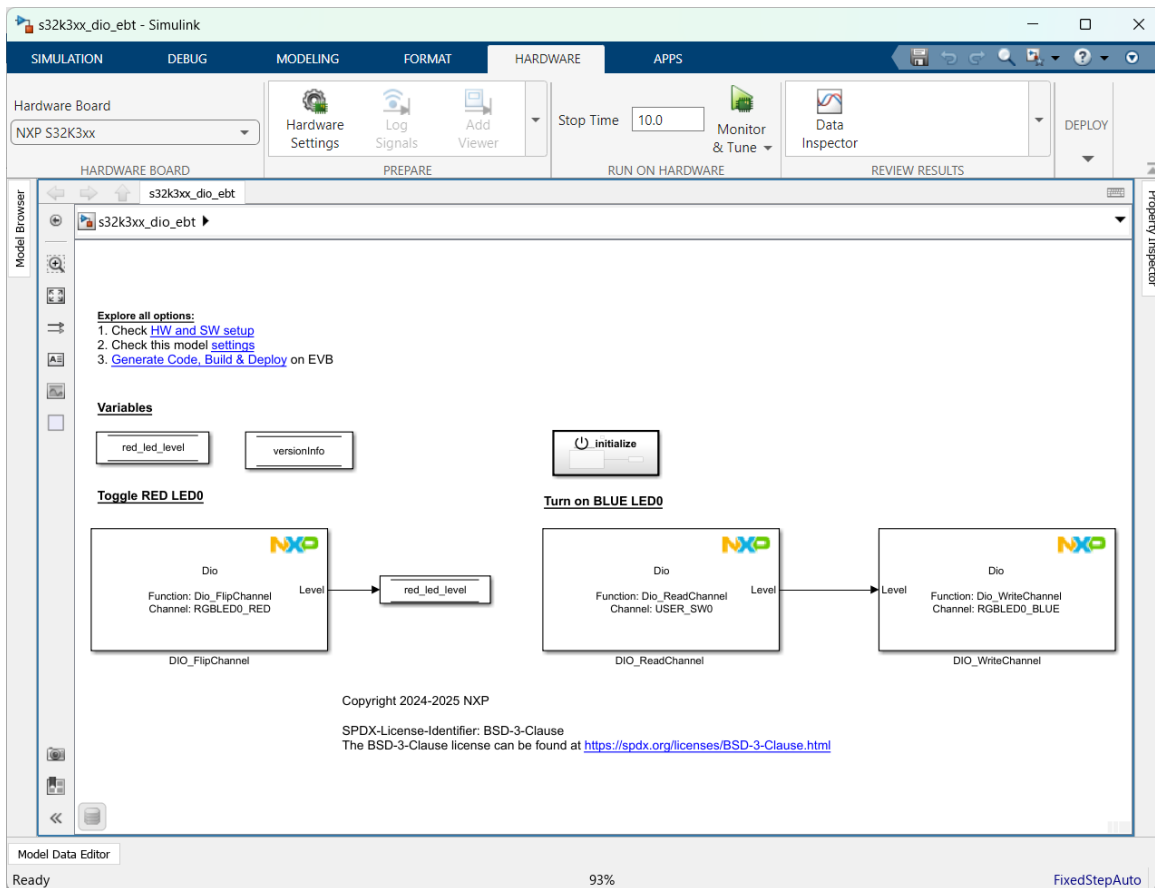 s32k3xx_dio_ebt - Simulink
SIMULATION DEBUG MODELING FORMAT HARDWARE APPS
Hardware Board
NXP S32K3xx
HARDWARE BOARD
Hardware
Settings
Log
Signals
Add
Viewer
PREPARE
Stop Time 10.0
Monitor
& Tune
RUN ON HARDWARE
Data
Inspector
REVIEW RESULTS
DEPLOY
Model Browser
Property Inspector
s32k3xx_dio_ebt
s32k3xx_dio_ebt
Explore all options:
1. Check HW and SW setup
2. Check this model settings
3. Generate Code, Build & Deploy on EVB
Variables
red_led_level
versionInfo
initialize
Toggle RED LED0
Turn on BLUE LED0
NXP
Dio
Function: Dio_FlipChannel
Channel: RGBLED0_RED
Level
DIO_FlipChannel
red_led_level
NXP
Dio
Function: Dio_ReadChannel
Channel: USER_SW0
Level
DIO_ReadChannel
NXP
Dio
Level
Function: Dio_WriteChannel
Channel: RGBLED0_BLUE
DIO_WriteChannel
Copyright 2024-2025 NXP
SPDX-License-Identifier: BSD-3-Clause
The BSD-3-Clause license can be found at https://spdx.org/licenses/BSD-3-Clause.html
Model Data Editor
Ready 93% FixedStepAuto